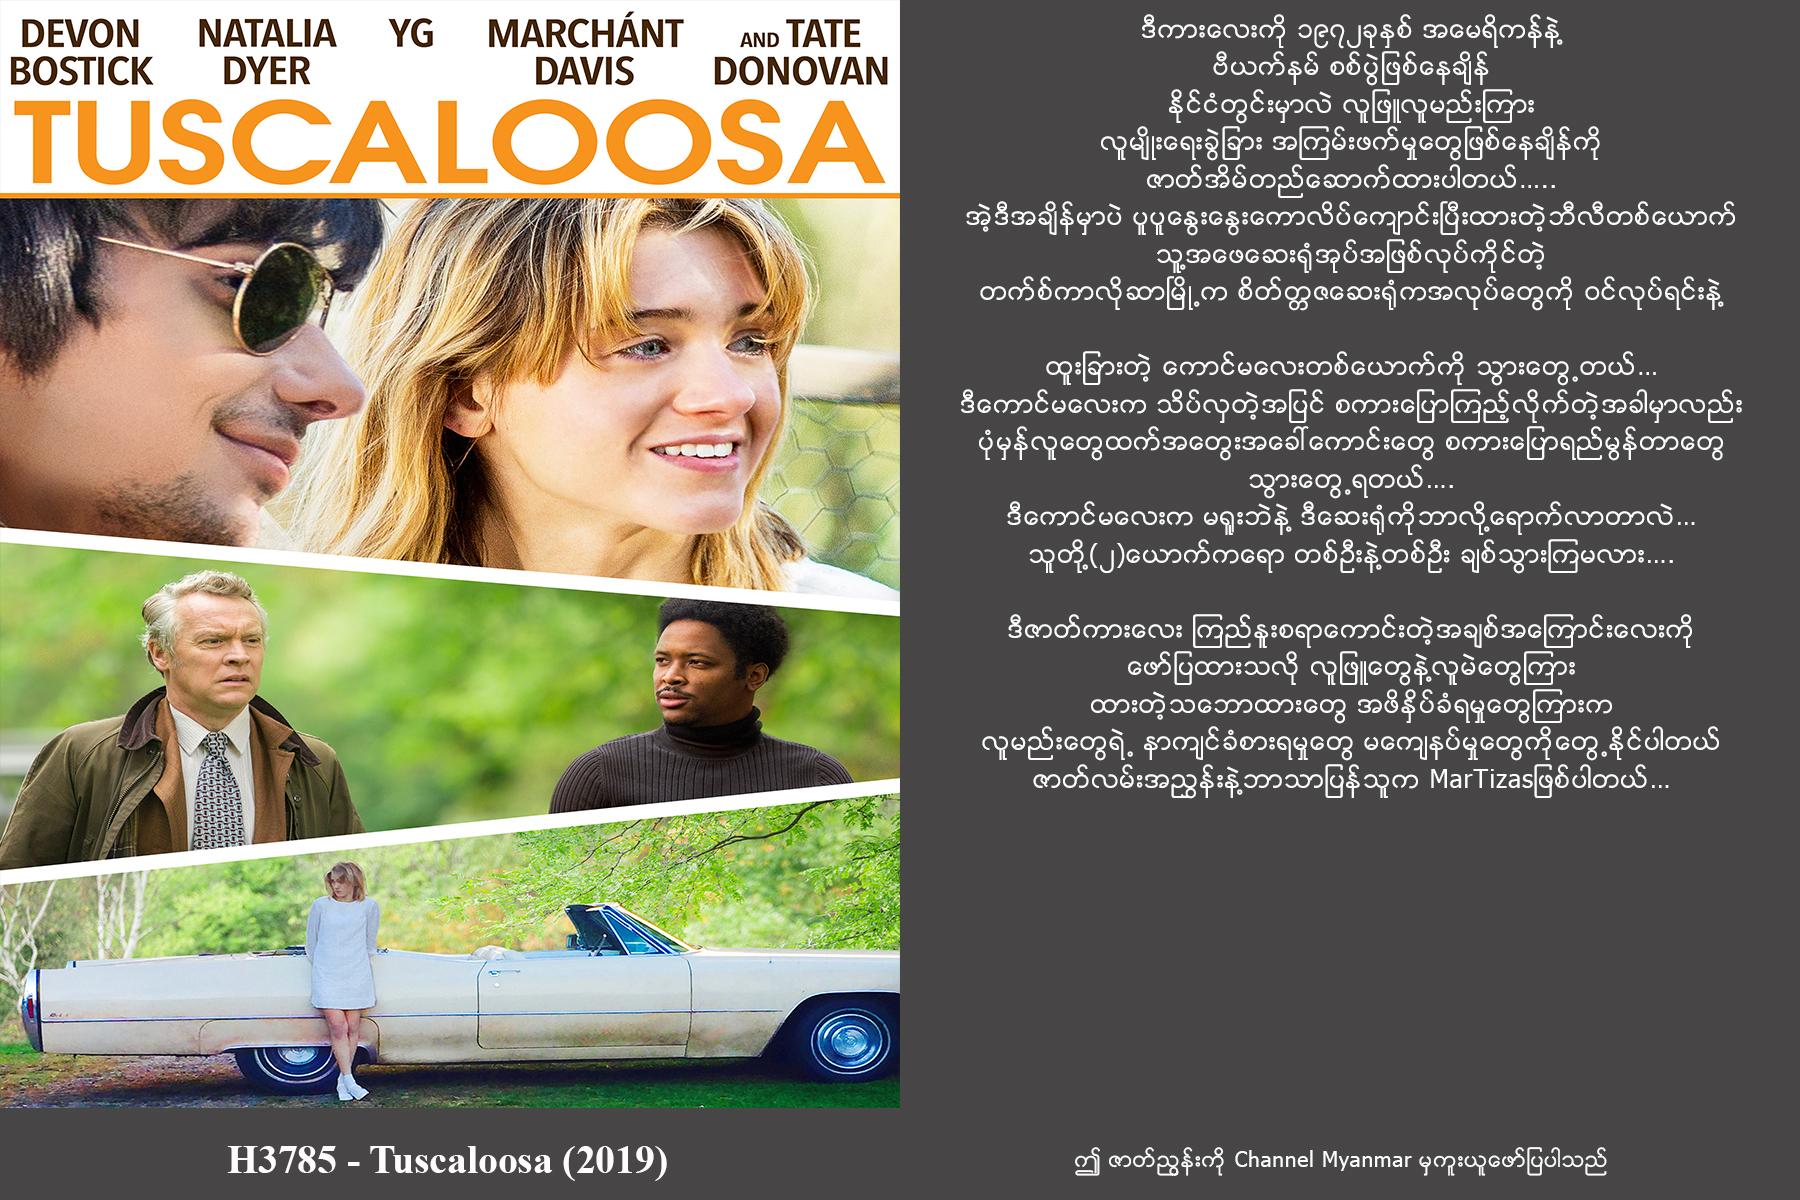 DEVON BOSTICK
NATALIA DYER
YG
MARCHÁNT DAVIS
AND TATE DONOVAN
TUSCALOOSA
H3785 - Tuscaloosa (2019)
ဒီကားလေးကို ၁၉၇၂ခုနှစ် အမေရိကန်နဲ့
ဗီယက်နမ် စစ်ပွဲဖြစ်နေချိန်
နိုင်ငံတွင်းမှာလဲ လူဖြူလူမည်းကြား
လူမျိုးရေးခွဲခြား အကြမ်းဖက်မှုတွေဖြစ်နေချိန်ကို
ဇာတ်အိမ်တည်ဆောက်ထားပါတယ်.....
အဲ့ဒီအချိန်မှာပဲ ပူပူနွေးနွေးကောလိပ်ကျောင်းပြီးထားတဲ့ဘီလီတစ်ယောက်
သူ့အဖေဆေးရုံအုပ်အဖြစ်လုပ်ကိုင်တဲ့
တက်စ်ကာလိုဆာမြို့က စိတ်တ္တဇဆေးရုံကအလုပ်တွေကို ဝင်လုပ်ရင်းနဲ့
ထူးခြားတဲ့ ကောင်မလေးတစ်ယောက်ကို သွားတွေ့တယ်...
ဒီကောင်မလေးက သိပ်လှတဲ့အပြင် စကားပြောကြည့်လိုက်တဲ့အခါမှာလည်း
ပုံမှန်လူတွေထက်အတွေးအခေါ်ကောင်းတွေ စကားပြောရည်မွန်တာတွေ
သွားတွေ့ရတယ်....
ဒီကောင်မလေးက မရူးဘဲနဲ့ ဒီဆေးရုံကိုဘာလို့ရောက်လာတာလဲ...
သူတို့(၂)ယောက်ကရော တစ်ဦးနဲ့တစ်ဦး ချစ်သွားကြမလား....
ဒီဇာတ်ကားလေး ကြည်နူးစရာကောင်းတဲ့အချစ်အကြောင်းလေးကို
ဖော်ပြထားသလို လူဖြူတွေနဲ့လူမဲတွေကြား
ထားတဲ့သဘောထားတွေ အဖိနှိပ်ခံရမှုတွေကြားက
လူမည်းတွေရဲ့ နာကျင်ခံစားရမှုတွေ မကျေနပ်မှုတွေကိုတွေ့နိုင်ပါတယ်
ဇာတ်လမ်းအညွှန်းနဲ့ဘာသာပြန်သူက MarTizasဖြစ်ပါတယ်...
ဤ ဇာတ်ညွှန်းကို Channel Myanmar မှကူးယူဖော်ပြပါသည်